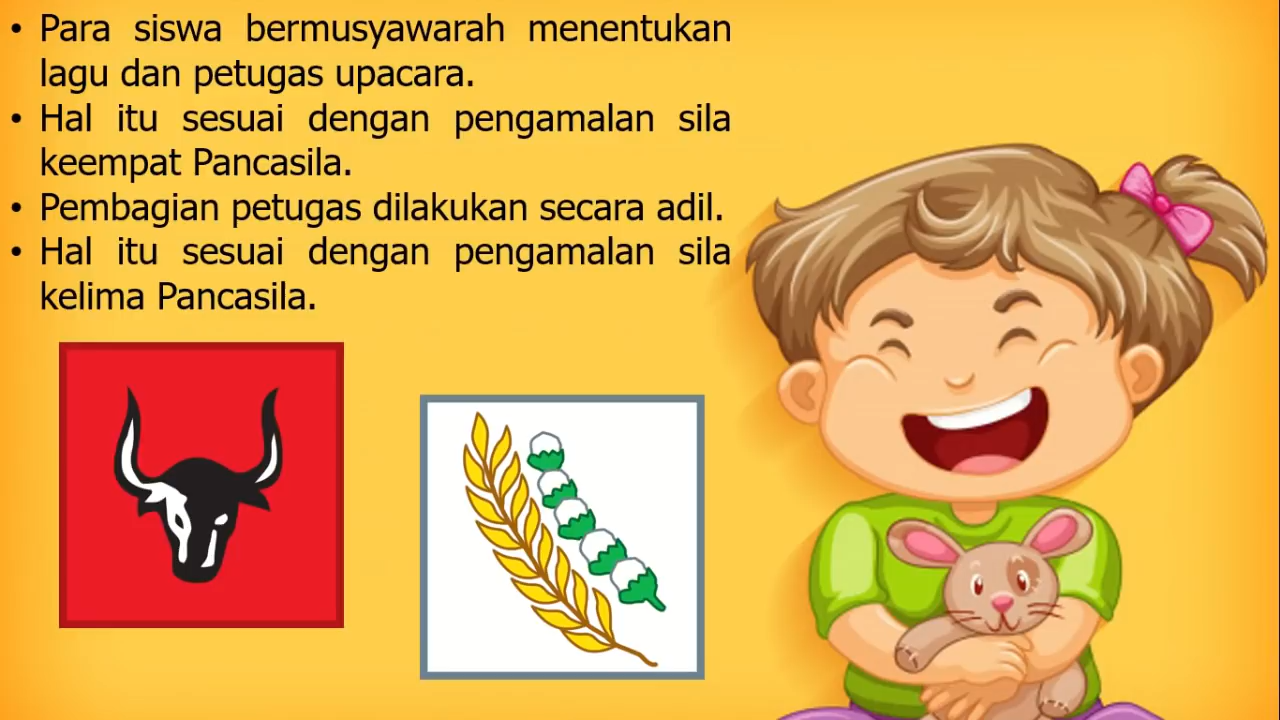 • Para siswa bermusyawarah menentukan
lagu dan petugas upacara.
• Hal itu sesuai dengan pengamalan sila
keempat Pancasila.
• Pembagian petugas dilakukan secara adil.
• Hal itu sesuai dengan pengamalan sila
kelima Pancasila.